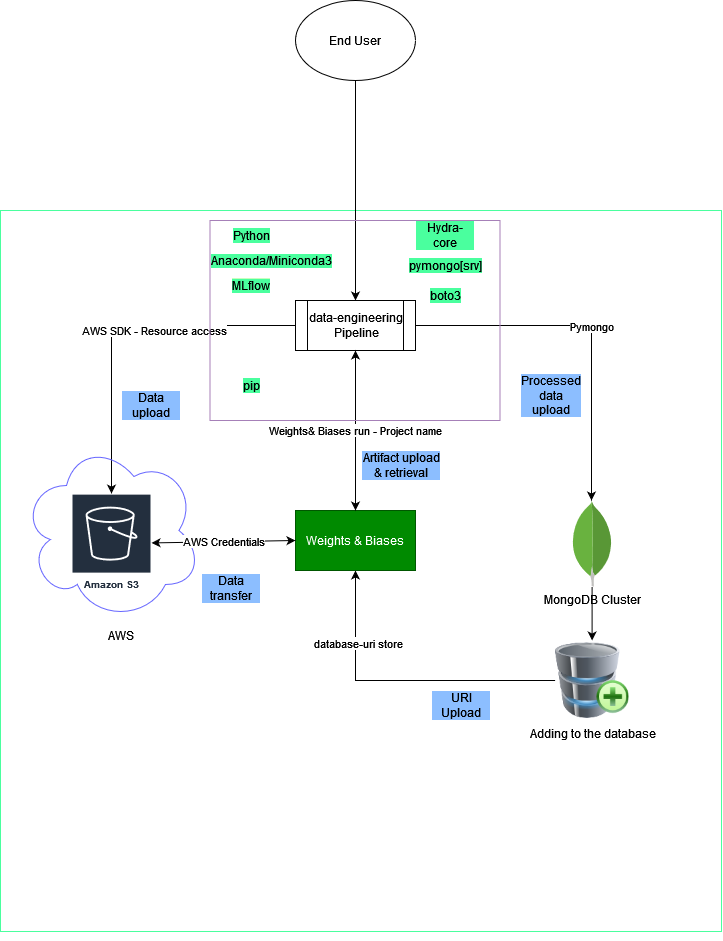 End User
Python
Hydra-
core
Anaconda/Miniconda3
pymongo[srv]
MLflow
boto3
data-engineering
Pipeline
AWS SDK - Resource access
Pymongo
pip
Data
upload
Processed
data
upload
Weights& Biases run - Project name
Artifact upload
& retrieval
Weights & Biases
AWS Credentials
Amazon S3
Data
transfer
AWS
MongoDB Cluster
database-uri store
URI
Upload
Adding to the database